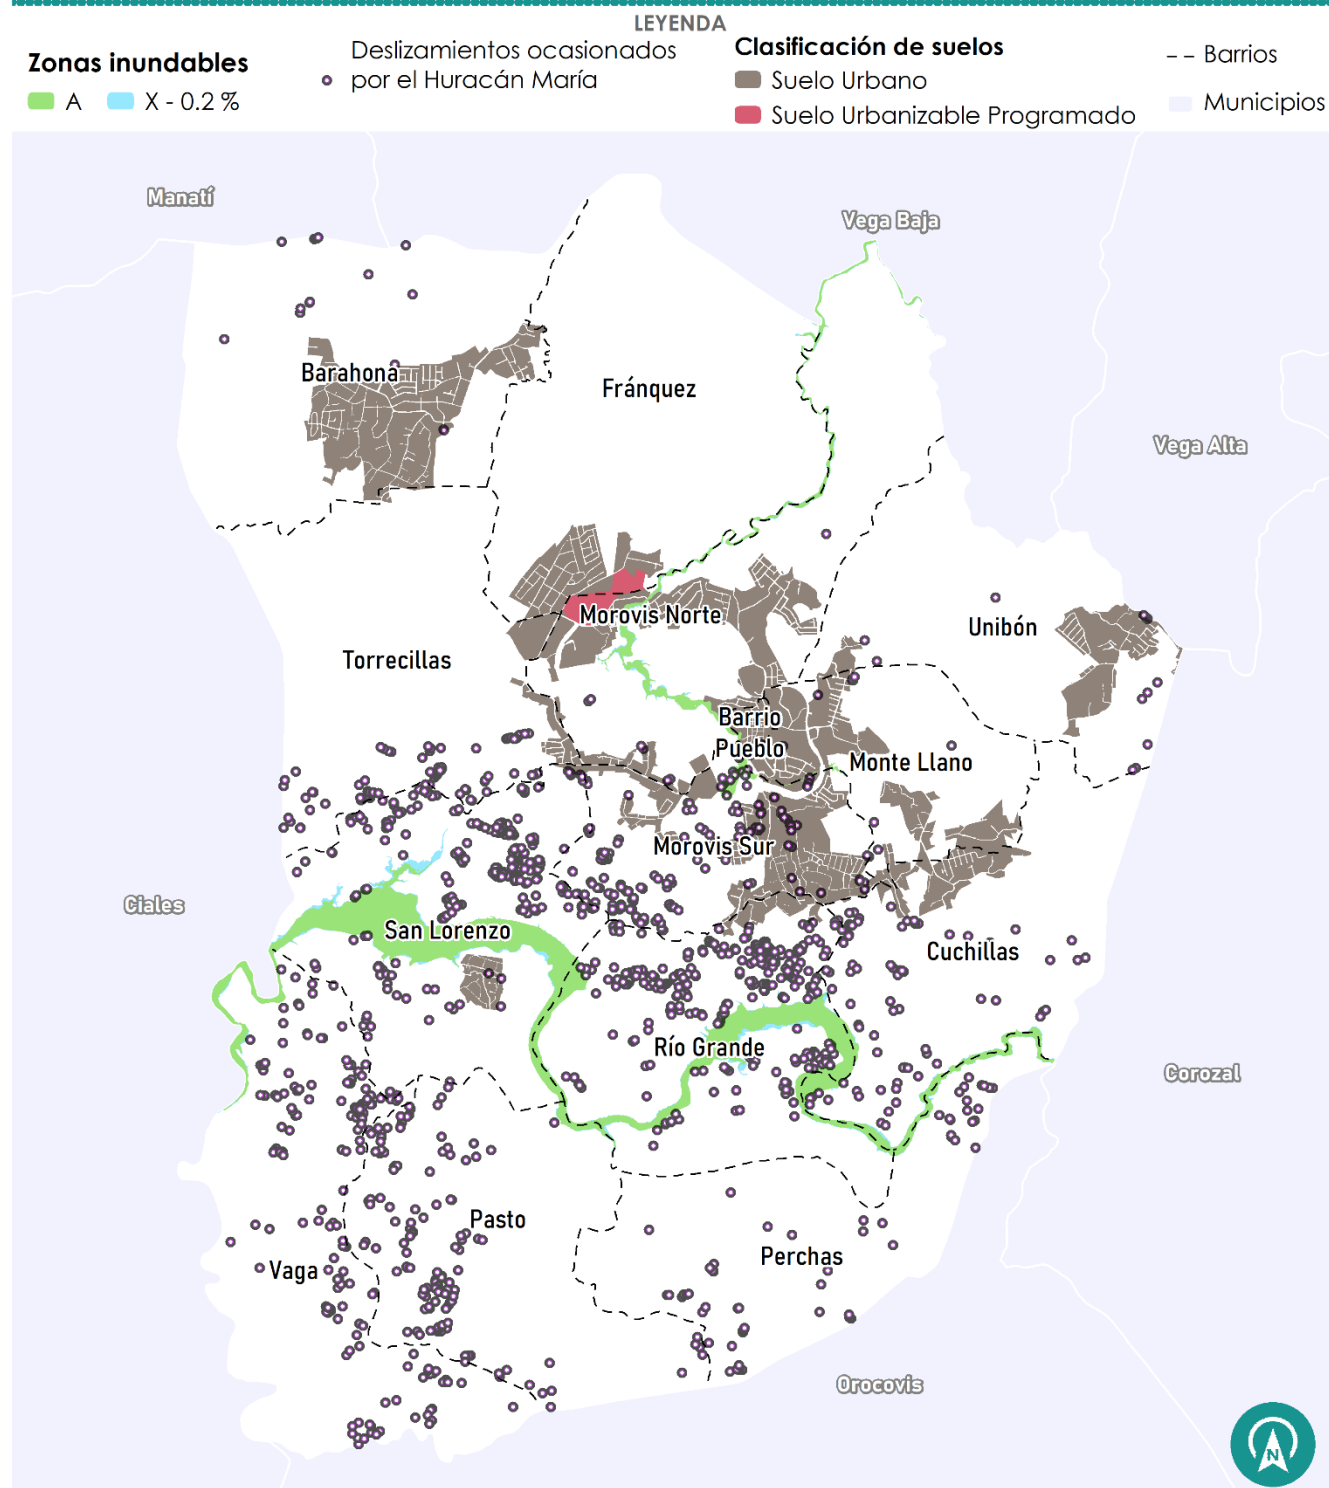 LEYENDA
Zonas inundables
A
X - 0.2 %
Deslizamientos ocasionados
por el Huracán María
Clasificación de suelos
Suelo Urbano
Suelo Urbanizable Programado
Barrios
Municipios
Manatí
Vega Baja
Barahona
Fránquez
Vega Alta
Morovis Norte
Unibón
Torrecillas
Barrio
Pueblo
Monte Llano
Morovis Sur
Ciales
San Lorenzo
Cuchillas
Río Grande
Corozal
Pasto
Perchas
Vaga
Orocovis
N